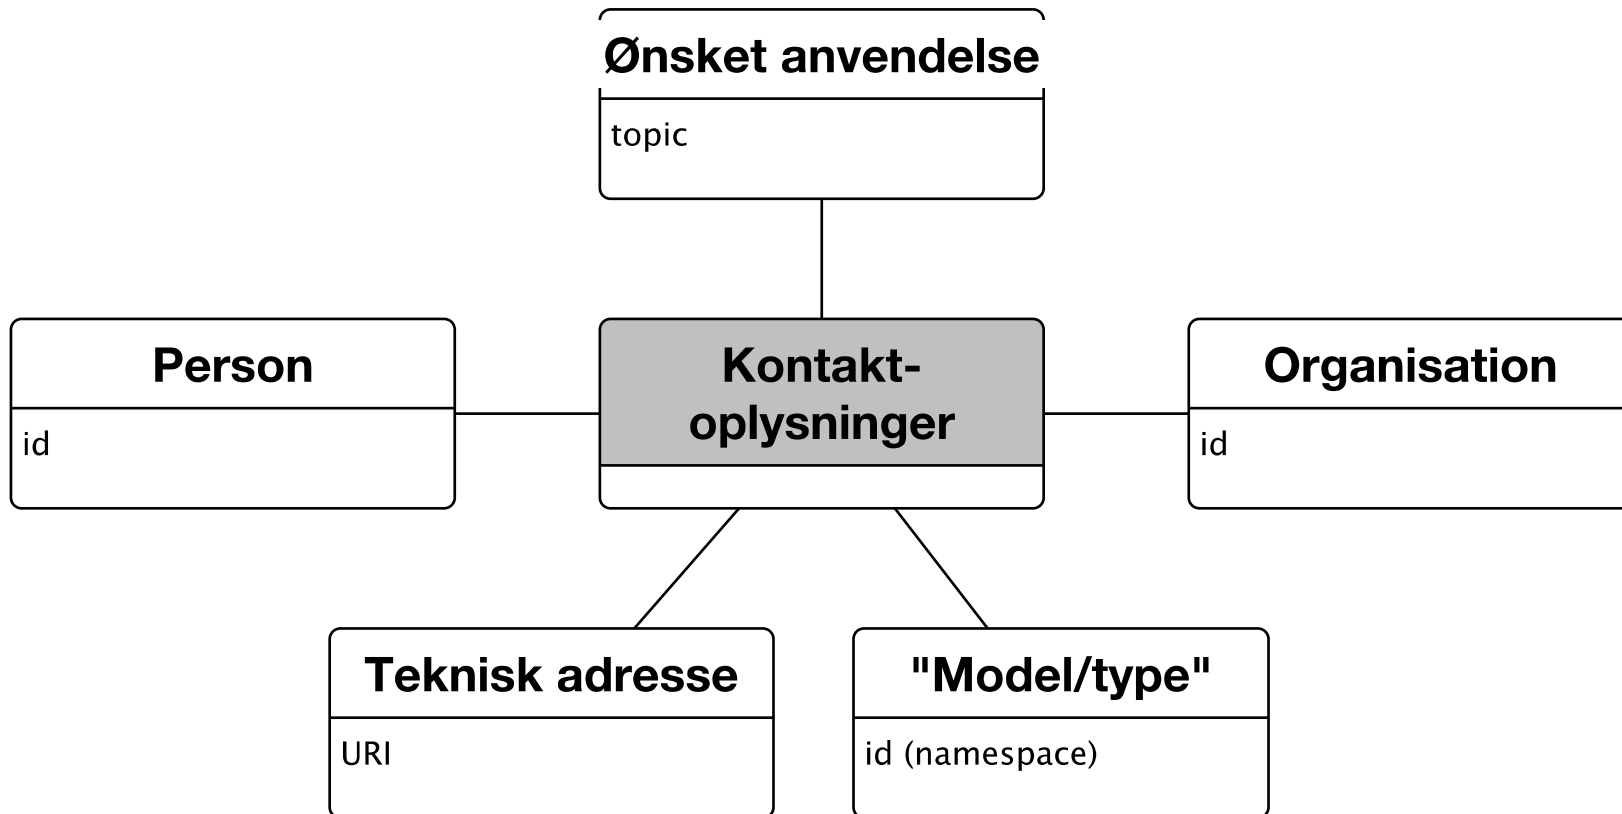 Ønsket anvendelse
topic
Person
id
Kontakt-
oplysninger
Organisation
id
Teknisk adresse
URI
"Model/type"
id (namespace)